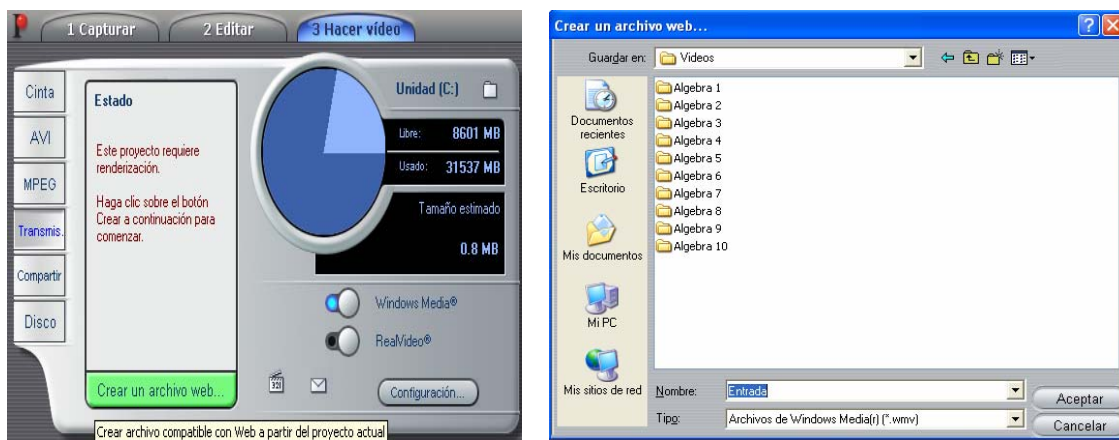 1 Capturar
2 Editar
3 Hacer vídeo
Cinta
AVI
MPEG
Transmis.
Compartir
Disco
Estado
Este proyecto requiere
renderización.
Haga clic sobre el botón
Crear a continuación para
comenzar.
Crear un archivo web...
Crear archivo compatible con Web a partir del proyecto actual
Unidad (C:)
Libre: 8601 MB
Usado: 31537 MB
Tamaño estimado
0.8 MB
Windows Media®
RealVideo®
Configuración...
Crear un archivo web...
Guardar en: Videos
Documentos
recientes
Escritorio
Mis documentos
Mi PC
Mis sitios de red
Algebra 1
Algebra 2
Algebra 3
Algebra 4
Algebra 5
Algebra 6
Algebra 7
Algebra 8
Algebra 9
Algebra 10
Nombre: Entrada
Aceptar
Tipo: Archivos de Windows Media(r) (*.wmv)
Cancelar